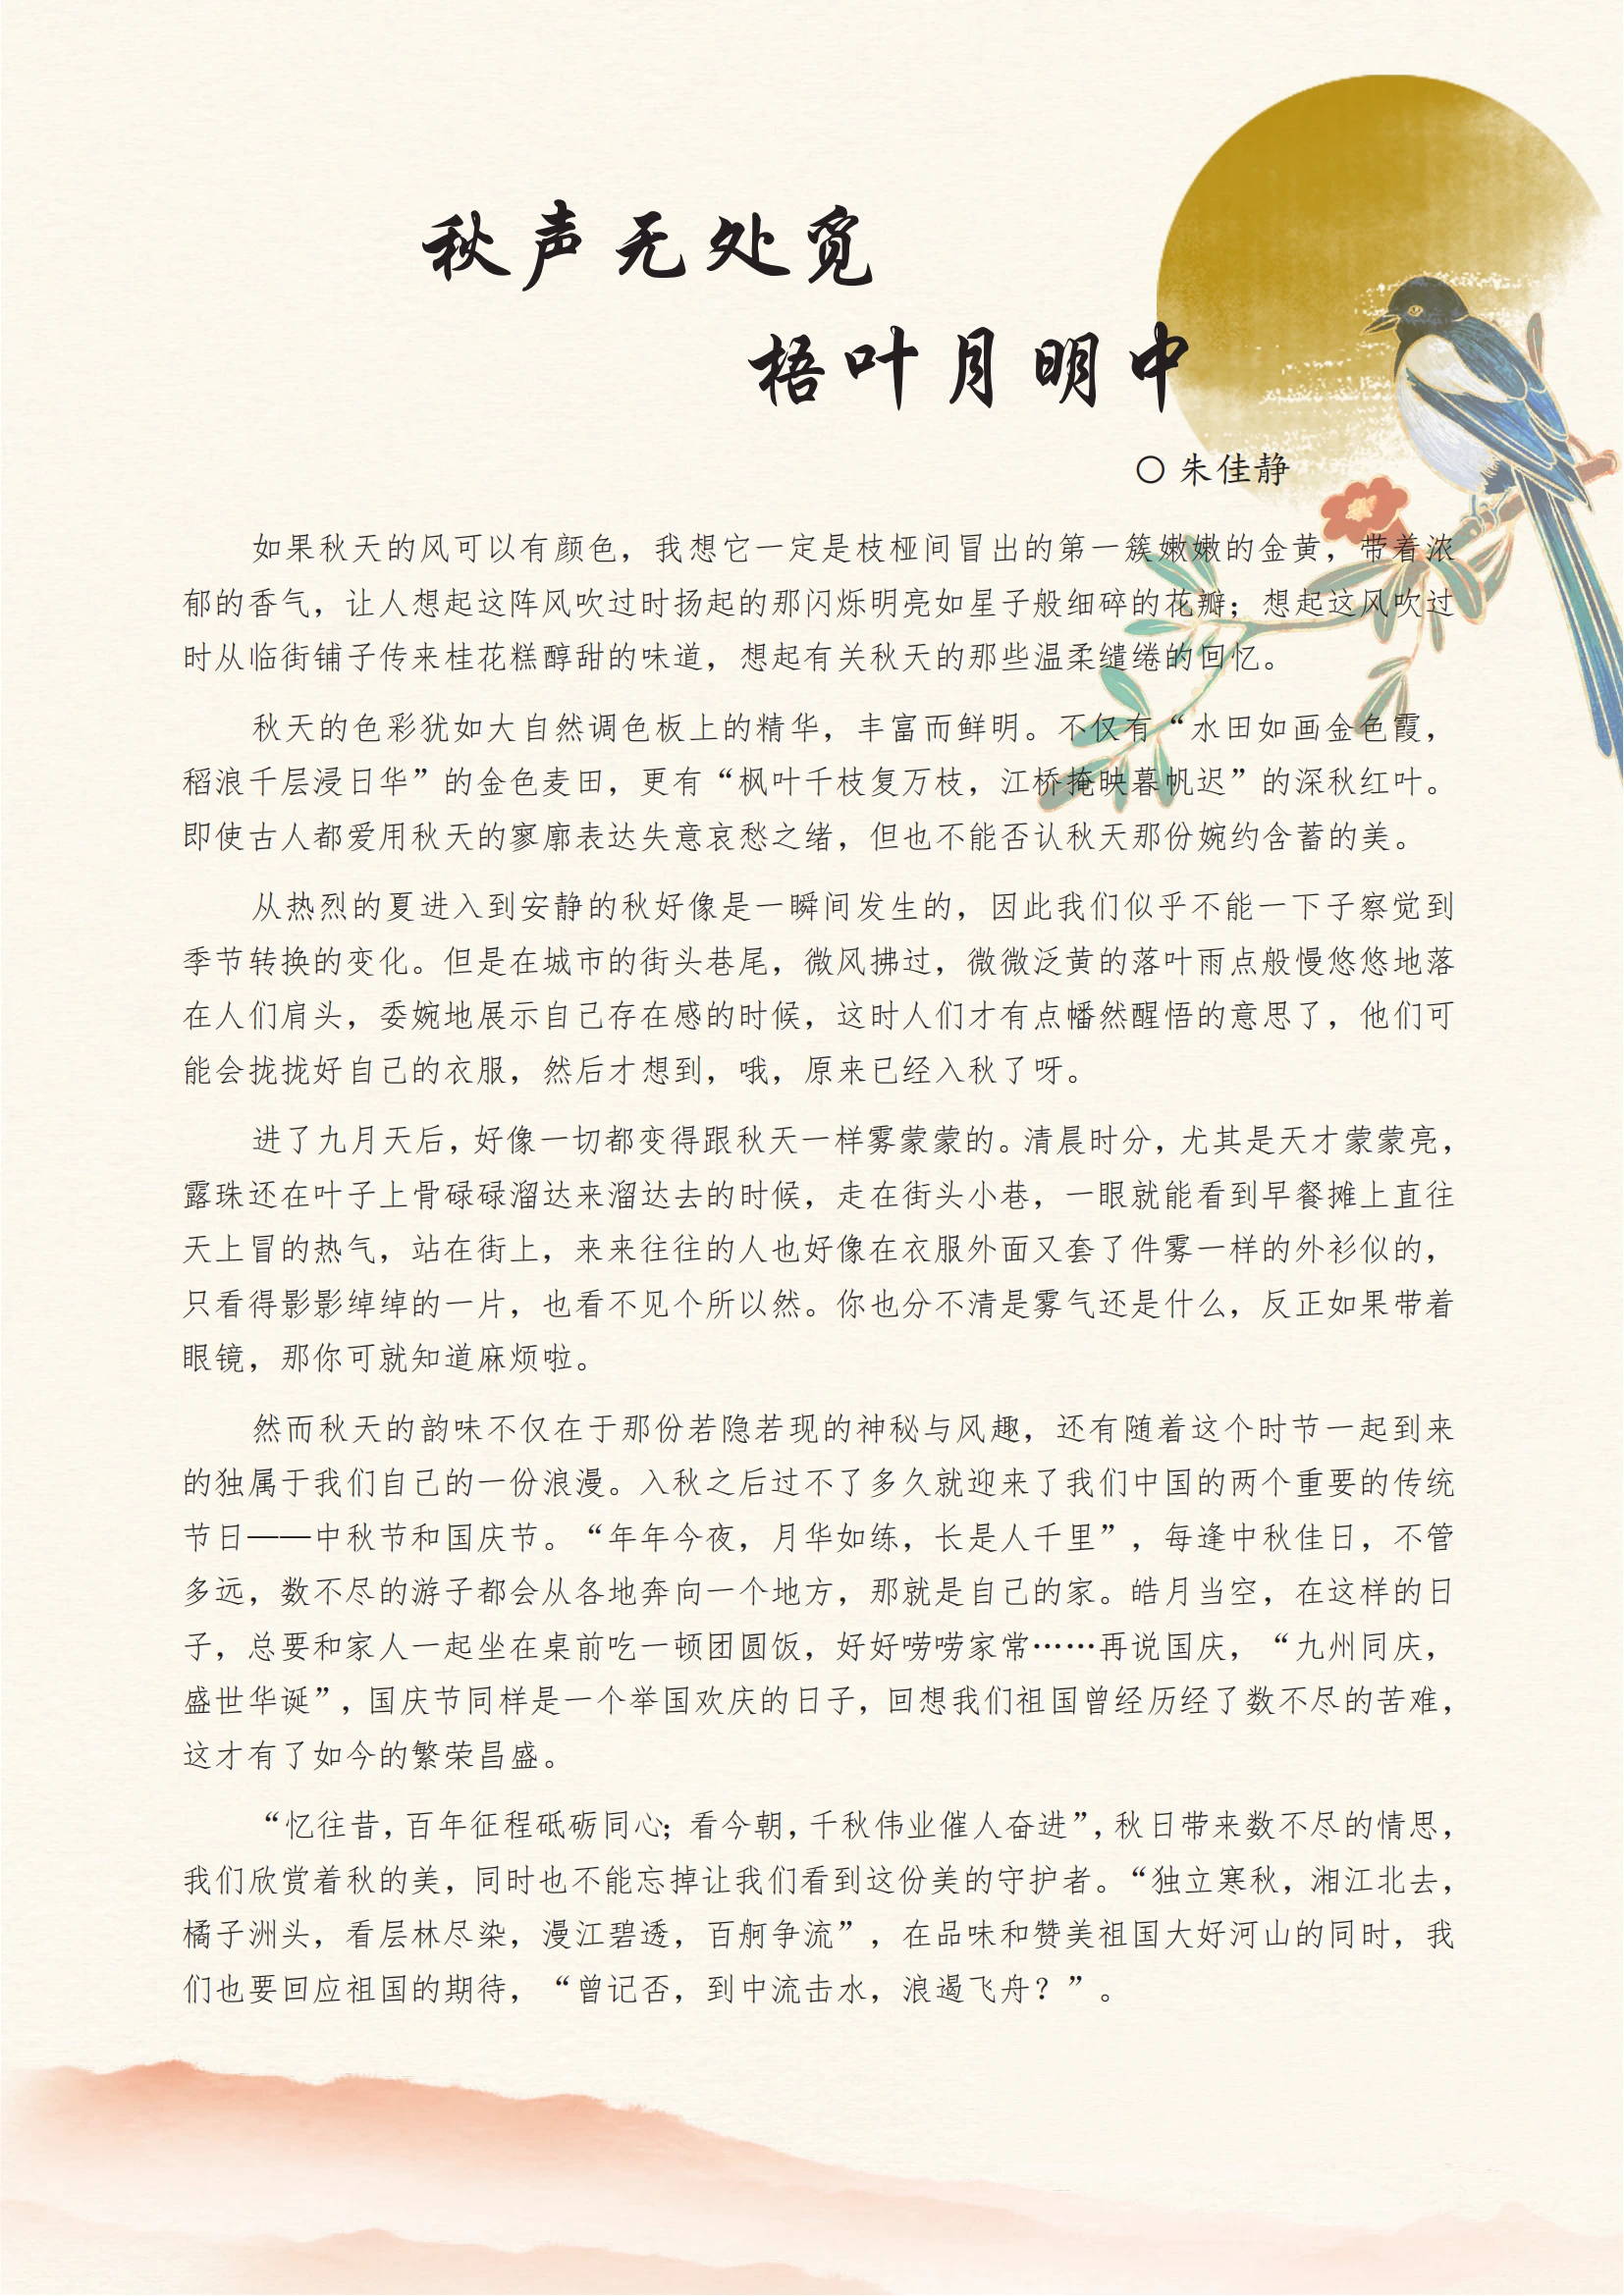 秋声无处觅
梧叶月明中
○ 朱佳静
如果秋天的风可以有颜色，我想它一定是枝桠间冒出的第一簇嫩嫩的金黄，带着浓
郁的香气，让人想起这阵风吹过时扬起的那闪烁明亮如星子般细碎的花瓣；想起这风吹过
时从临街铺子传来桂花糕醇甜的味道，想起有关秋天的那些温柔缱绻的回忆。
秋天的色彩犹如大自然调色板上的精华，丰富而鲜明。不仅有“水田如画金色霞，
稻浪千层浸日华”的金色麦田，更有“枫叶千枝复万枝，江桥掩映暮帆迟”的深秋红叶。
即使古人都爱用秋天的寥廓表达失意哀愁之绪，但也不能否认秋天那份婉约含蓄的美。
从热烈的夏进入到安静的秋好像是一瞬间发生的，因此我们似乎不能一下子察觉到
季节转换的变化。但是在城市的街头巷尾，微风拂过，微微泛黄的落叶雨点般慢悠悠地落
在人们肩头，委婉地展示自己存在感的时候，这时人们才有点幡然醒悟的意思了，他们可
能会拢拢好自己的衣服，然后才想到，哦，原来已经入秋了呀。
进了九月天后，好像一切都变得跟秋天一样雾蒙蒙的。清晨时分，尤其是天才蒙蒙亮，
露珠还在叶子上骨碌碌溜达来溜达去的时候，走在街头小巷，一眼就能看到早餐摊上直往
天上冒的热气，站在街上，来来往往的人也好像在衣服外面又套了件雾一样的外衫似的，
只看得影影绰绰的一片，也看不见个所以然。你也分不清是雾气还是什么，反正如果带着
眼镜，那你可就知道麻烦啦。
然而秋天的韵味不仅在于那份若隐若现的神秘与风趣，还有随着这个时节一起到来
的独属于我们自己的一份浪漫。入秋之后过不了多久就迎来了我们中国的两个重要的传统
节日——中秋节和国庆节。“年年今夜，月华如练，长是人千里”，每逢中秋佳日，不管
多远，数不尽的游子都会从各地奔向一个地方，那就是自己的家。皓月当空，在这样的日
子，总要和家人一起坐在桌前吃一顿团圆饭，好好唠唠家常……再说国庆，“九州同庆，
盛世华诞”，国庆节同样是一个举国欢庆的日子，回想我们祖国曾经历经了数不尽的苦难，
这才有了如今的繁荣昌盛。
“忆往昔，百年征程砥砺同心；看今朝，千秋伟业催人奋进”，秋日带来数不尽的情思，
我们欣赏着秋的美，同时也不能忘掉让我们看到这份美的守护者。“独立寒秋，湘江北去，
橘子洲头，看层林尽染，漫江碧透，百舸争流”，在品味和赞美祖国大好河山的同时，我
们也要回应祖国的期待，“曾记否，到中流击水，浪遏飞舟？”。